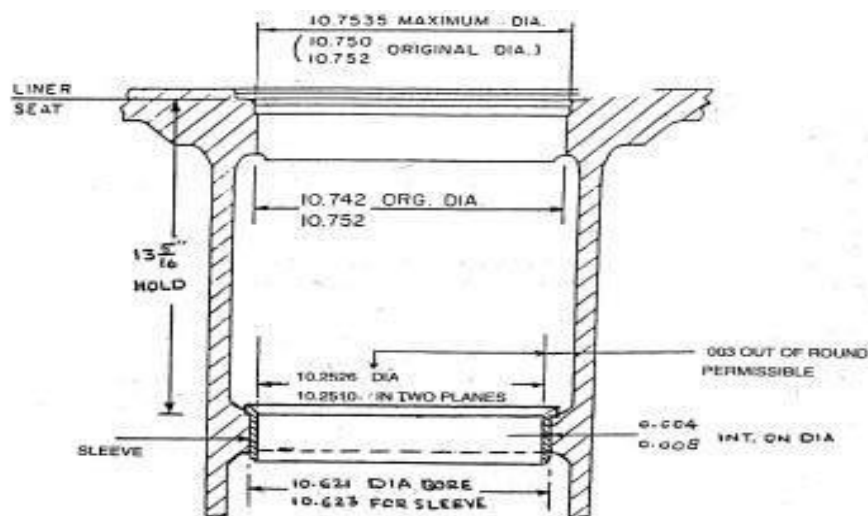 10.7535 MAXIMUM DIA.
(10.750 ORIGINAL DIA.)
10.752
LINER
SEAT
10.742 ORG. DIA.
10.752
13 5/16"
HOLD
.003 OUT OF ROUND
PERMISSIBLE
10.2526 DIA
10.2510 IN TWO PLANES
0.004
0.008 INT. ON DIA
SLEEVE
10.621 DIA BORE
10.623 FOR SLEEVE